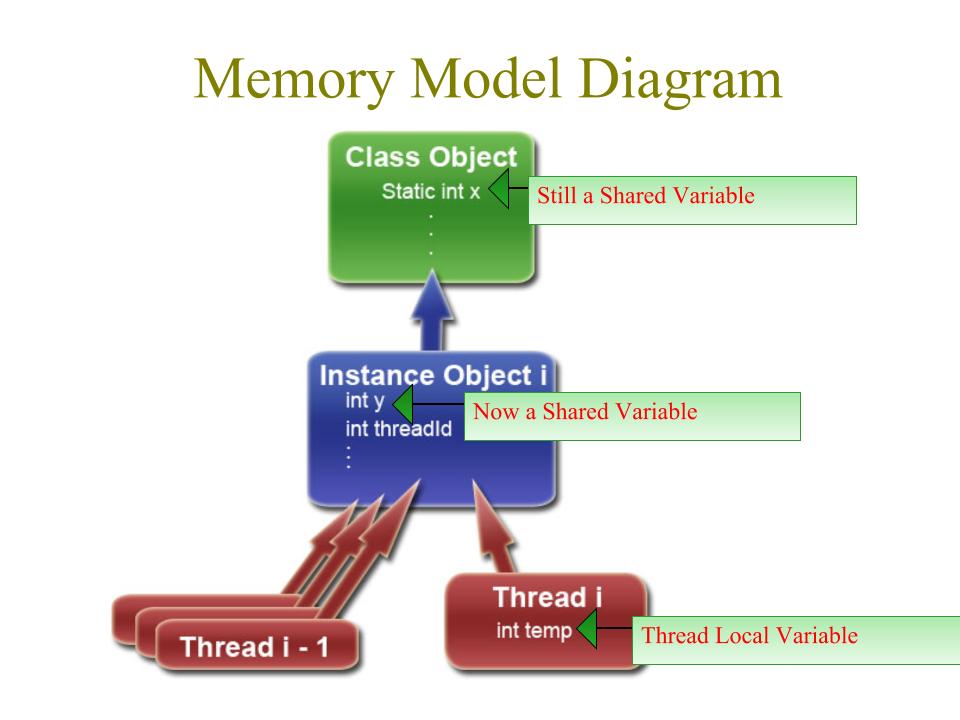 Memory Model Diagram
Class Object
Static int x
.
.
.
Still a Shared Variable
Instance Object i
int y
Now a Shared Variable
int threadId
.
.
.
Thread i
int temp
Thread Local Variable
Thread i - 1